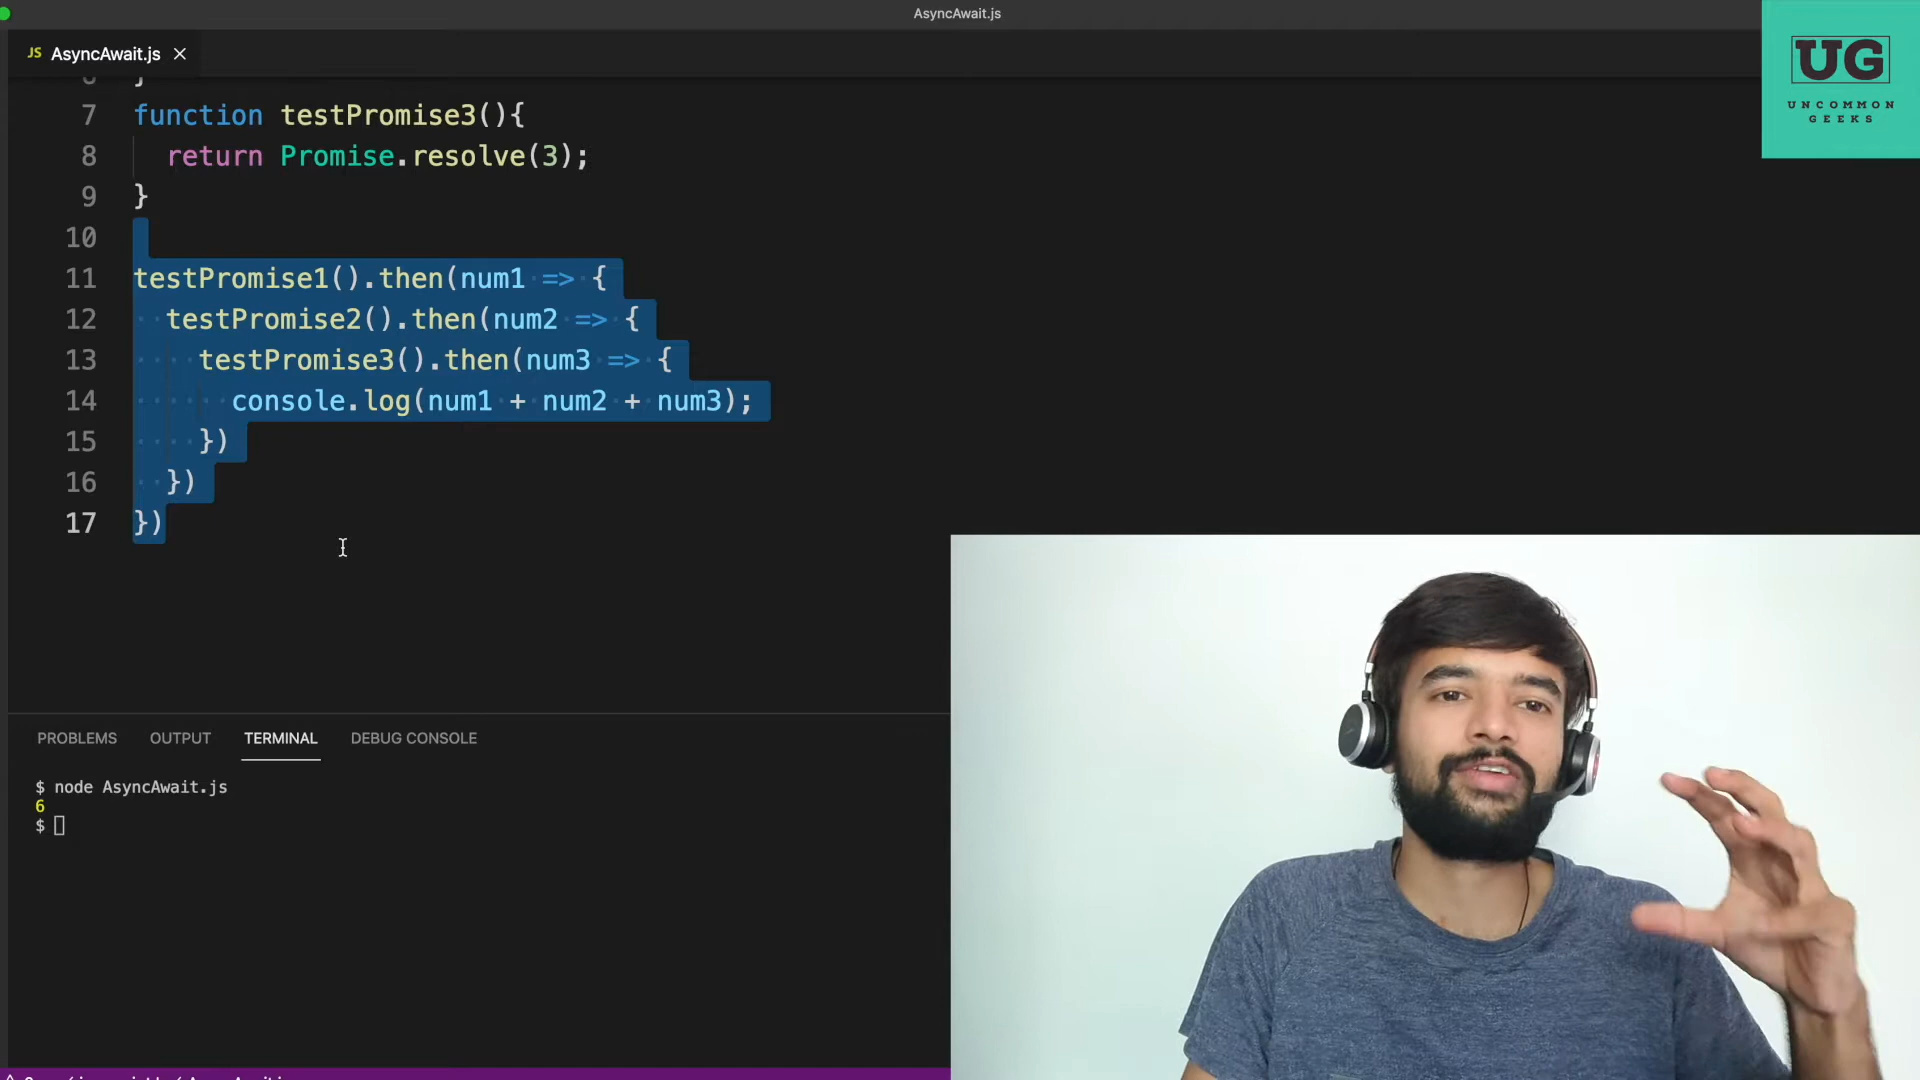 AsyncAwait.js
JS AsyncAwait.js
UG
UNCOMMON
GEEKS
7 function testPromise3(){
8 return Promise.resolve(3);
9 }
10
11 testPromise1().then(num1 => {
12 testPromise2().then(num2 => {
13 testPromise3().then(num3 => {
14 console.log(num1 + num2 + num3);
15 })
16 })
17 })
PROBLEMS OUTPUT TERMINAL DEBUG CONSOLE
$ node AsyncAwait.js
6
$